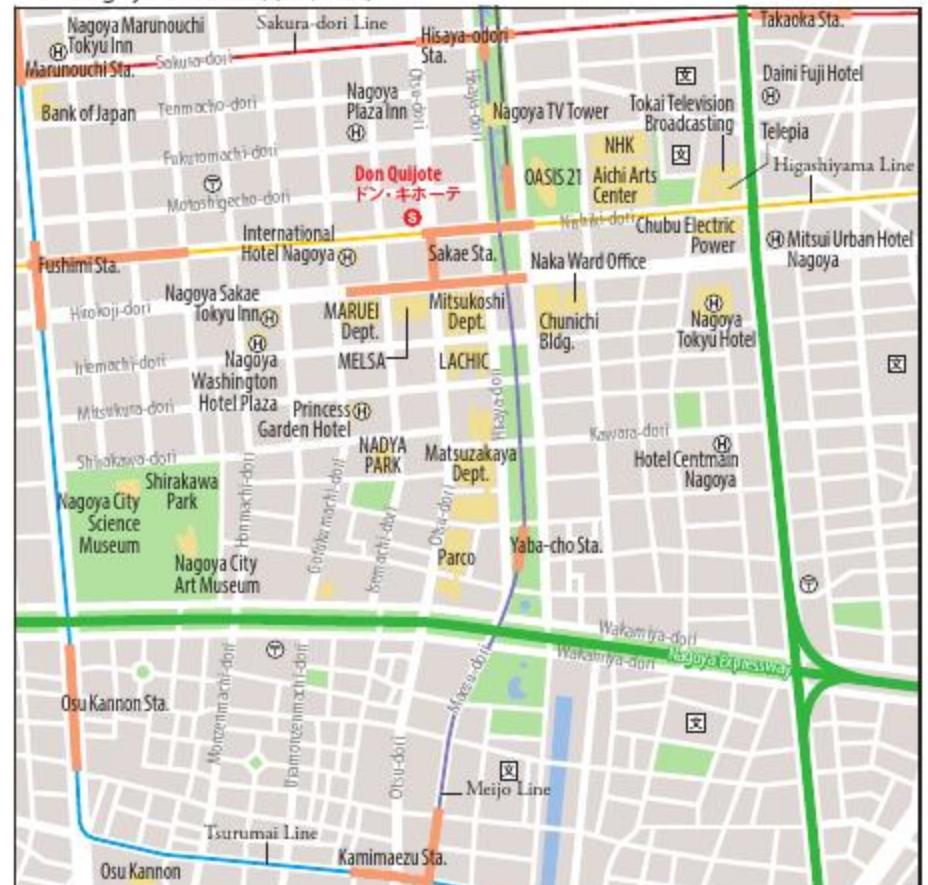 Nagoya Marunouchi
Tokyu Inn
Sakura-dori Line
Hisaya-odori
Sta.
Takaoka Sta.
Marunouchi Sta.
Sakura-dori
Otsu-dori
Hisaya-dori
Daini Fuji Hotel
Bank of Japan
Tenmacho-dori
Nagoya
Plaza Inn
Nagoya TV Tower
Tokai Television
Broadcasting
文
Telepia
Fukuromachi-dori
NHK
文
Higashiyama Line
Don Quijote
ドン・キホーテ
S
OASIS 21
Aichi Arts
Center
Motoshigecho-dori
Nishiki-dori
International
Hotel Nagoya
Chubu Electric
Power
Mitsui Urban Hotel
Nagoya
Fushimi Sta.
Sakae Sta.
Naka Ward Office
Nagoya Sakae
Tokyu Inn
Hirokoji-dori
MARUEI
Dept.
Mitsukoshi
Dept.
Chunichi
Bldg.
Nagoya
Tokyu Hotel
MELSA
LACHIC
Iriemachi-dori
Nagoya
Washington
Hotel Plaza
文
Mitsukura-dori
Princess
Garden Hotel
Hisaya-dori
Kawara-dori
NADYA
PARK
Matsuzakaya
Dept.
Hotel Centmain
Nagoya
Shirakawa-dori
Shirakawa
Park
Nagoya City
Science
Museum
Honmachi-dori
Isemachi-dori
Otsu-dori
Nagoya City
Art Museum
Parco
Yaba-cho Sta.
Wakamiya-dori
Wakamiya-dori
Nagoya Expressway
Osu Kannon Sta.
Monzenmachi-dori
Otsu-dori
文
文
Meijo Line
Tsurumai Line
Kamimaezu Sta.
Osu Kannon